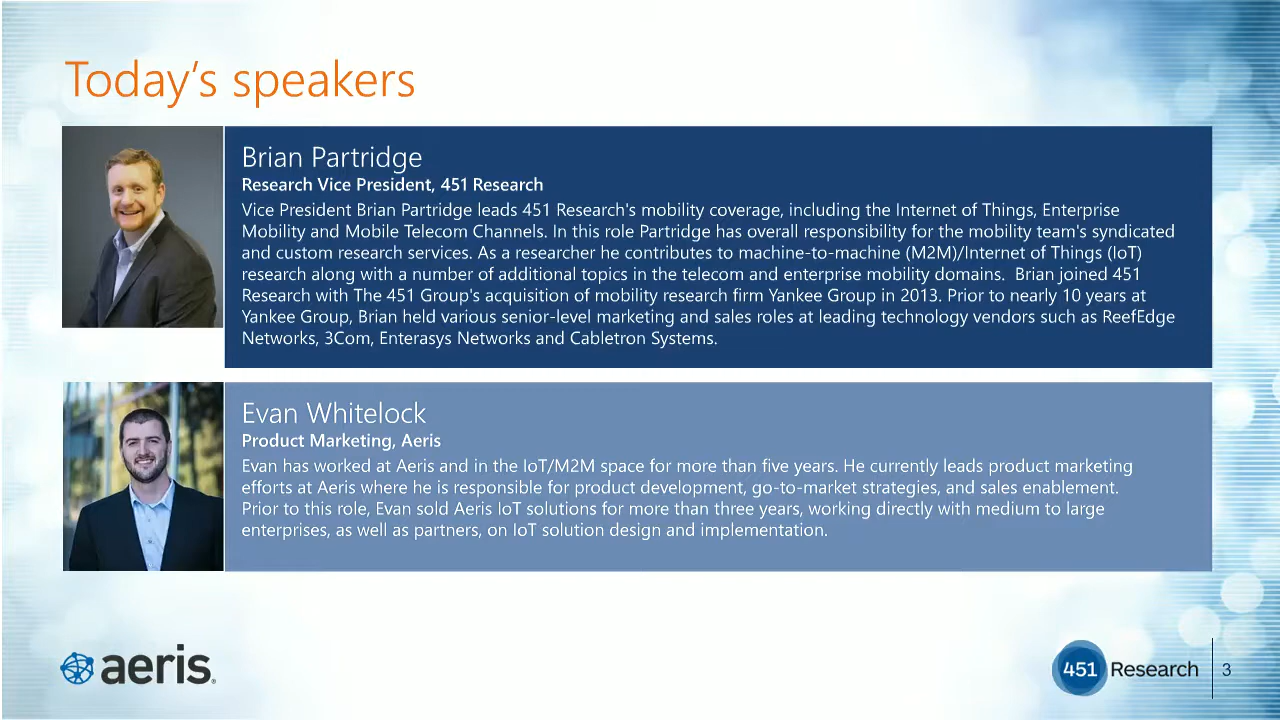 Today's speakers
Brian Partridge
Research Vice President, 451 Research
Vice President Brian Partridge leads 451 Research's mobility coverage, including the Internet of Things, Enterprise
Mobility and Mobile Telecom Channels. In this role Partridge has overall responsibility for the mobility team's syndicated
and custom research services. As a researcher he contributes to machine-to-machine (M2M)/Internet of Things (IoT)
research along with a number of additional topics in the telecom and enterprise mobility domains.  Brian joined 451
Research with The 451 Group's acquisition of mobility research firm Yankee Group in 2013. Prior to nearly 10 years at
Yankee Group, Brian held various senior-level marketing and sales roles at leading technology vendors such as ReefEdge
Networks, 3Com, Enterasys Networks and Cabletron Systems.
Evan Whitelock
Product Marketing, Aeris
Evan has worked at Aeris and in the IoT/M2M space for more than five years. He currently leads product marketing
efforts at Aeris where he is responsible for product development, go-to-market strategies, and sales enablement.
Prior to this role, Evan sold Aeris IoT solutions for more than three years, working directly with medium to large
enterprises, as well as partners, on IoT solution design and implementation.
aeris
451 Research
3